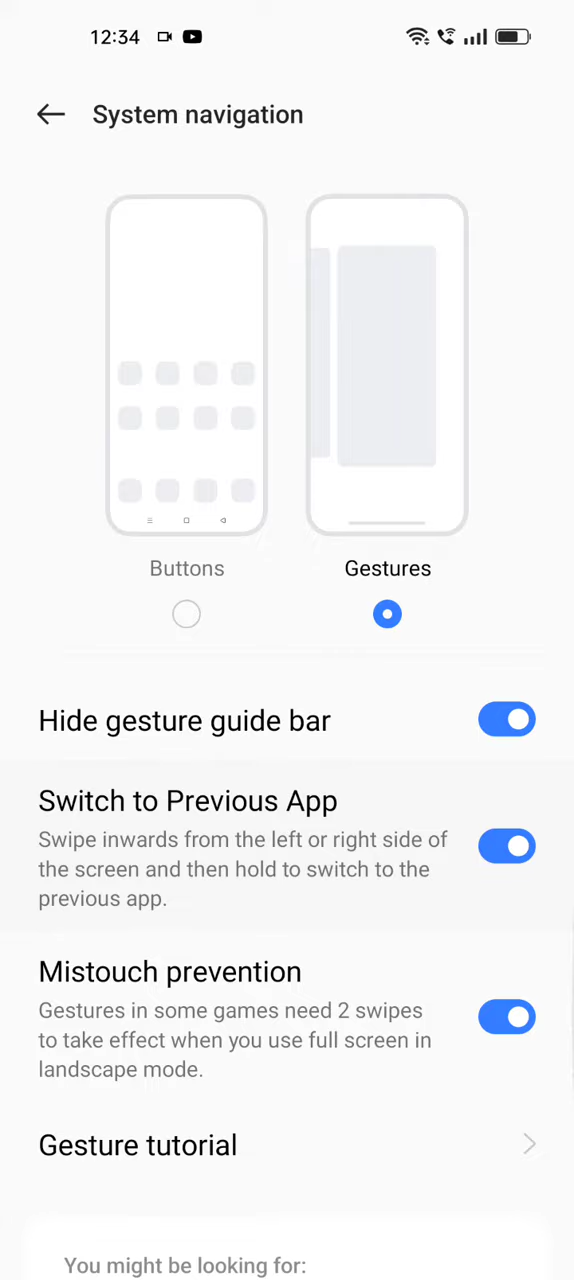 12:34
System navigation
Buttons
Gestures
Hide gesture guide bar
Switch to Previous App
Swipe inwards from the left or right side of
the screen and then hold to switch to the
previous app.
Mistouch prevention
Gestures in some games need 2 swipes
to take effect when you use full screen in
landscape mode.
Gesture tutorial
You might be looking for: